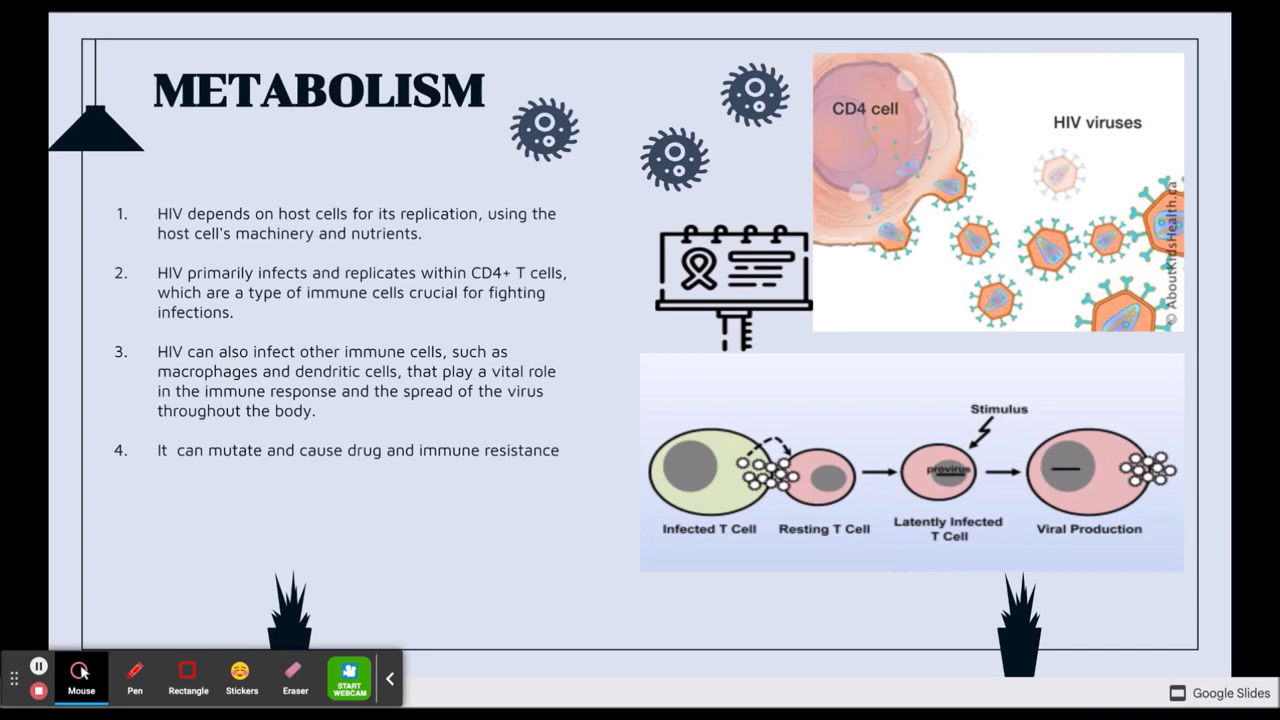 METABOLISM
1. HIV depends on host cells for its replication, using the
host cell's machinery and nutrients.
2. HIV primarily infects and replicates within CD4+ T cells,
which are a type of immune cells crucial for fighting
infections.
3. HIV can also infect other immune cells, such as
macrophages and dendritic cells, that play a vital role
in the immune response and the spread of the virus
throughout the body.
4. It  can mutate and cause drug and immune resistance
CD4 cell
HIV viruses
© AboutKidsHealth.ca
Stimulus
provirus
Infected T Cell
Resting T Cell
Latently Infected
T Cell
Viral Production
Mouse
Pen
Rectangle
Stickers
Eraser
START
WEBCAM
Google Slides